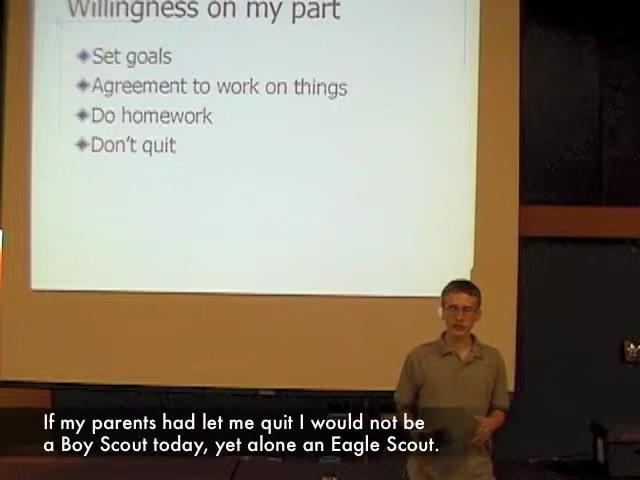 Willingness on my part
Set goals
Agreement to work on things
Do homework
Don't quit
If my parents had let me quit I would not be
a Boy Scout today, yet alone an Eagle Scout.